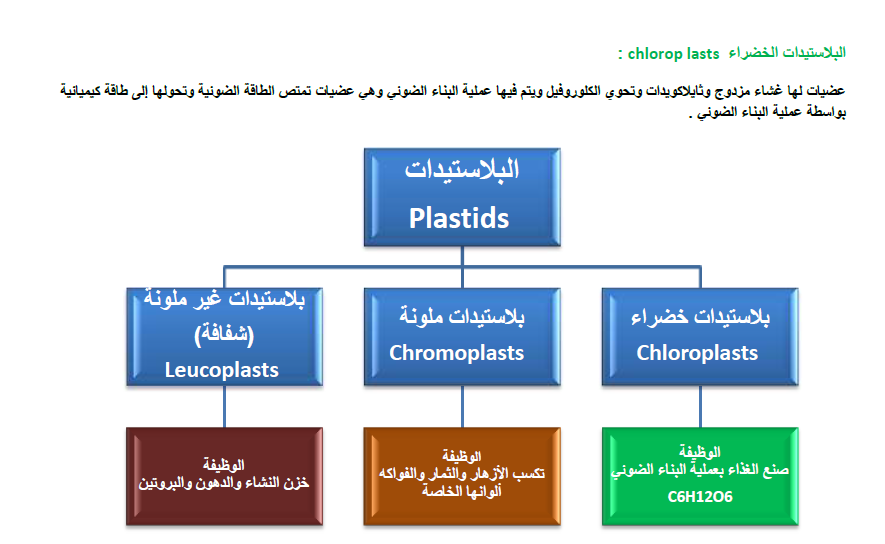 البلاستيدات الخضراء chlorop lasts :
عضيات لها غشاء مزدوج وثايلاكويدات وتحوي الكلوروفيل ويتم فيها عملية البناء الضوئي وهي عضيات تمتص الطاقة الضوئية وتحولها إلى طاقة كيميائية
بواسطة عملية البناء الضوئي .
البلاستيدات
Plastids
بلاستيدات خضراء
Chloroplasts
بلاستيدات ملونة
Chromoplasts
بلاستيدات غير ملونة
(شفافة)
Leucoplasts
الوظيفة
صنع الغذاء بعملية البناء الضوئي
C6H12O6
الوظيفة
تكسب الأزهار والثمار والفواكه
ألوانها الخاصة
الوظيفة
خزن النشاء والدهون والبروتين